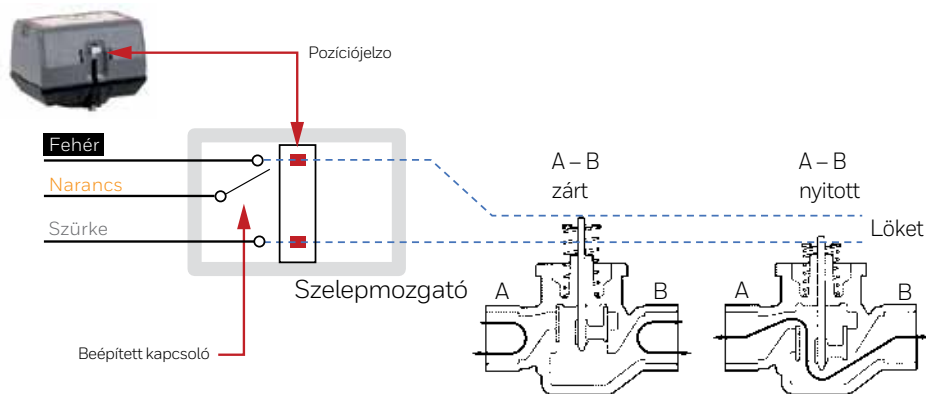 Pozíciójelzo
Fehér
Narancs
Szürke
A – B
zárt
A – B
nyitott
Löket
Szelepmozgató
A
B
A
B
Beépített kapcsoló